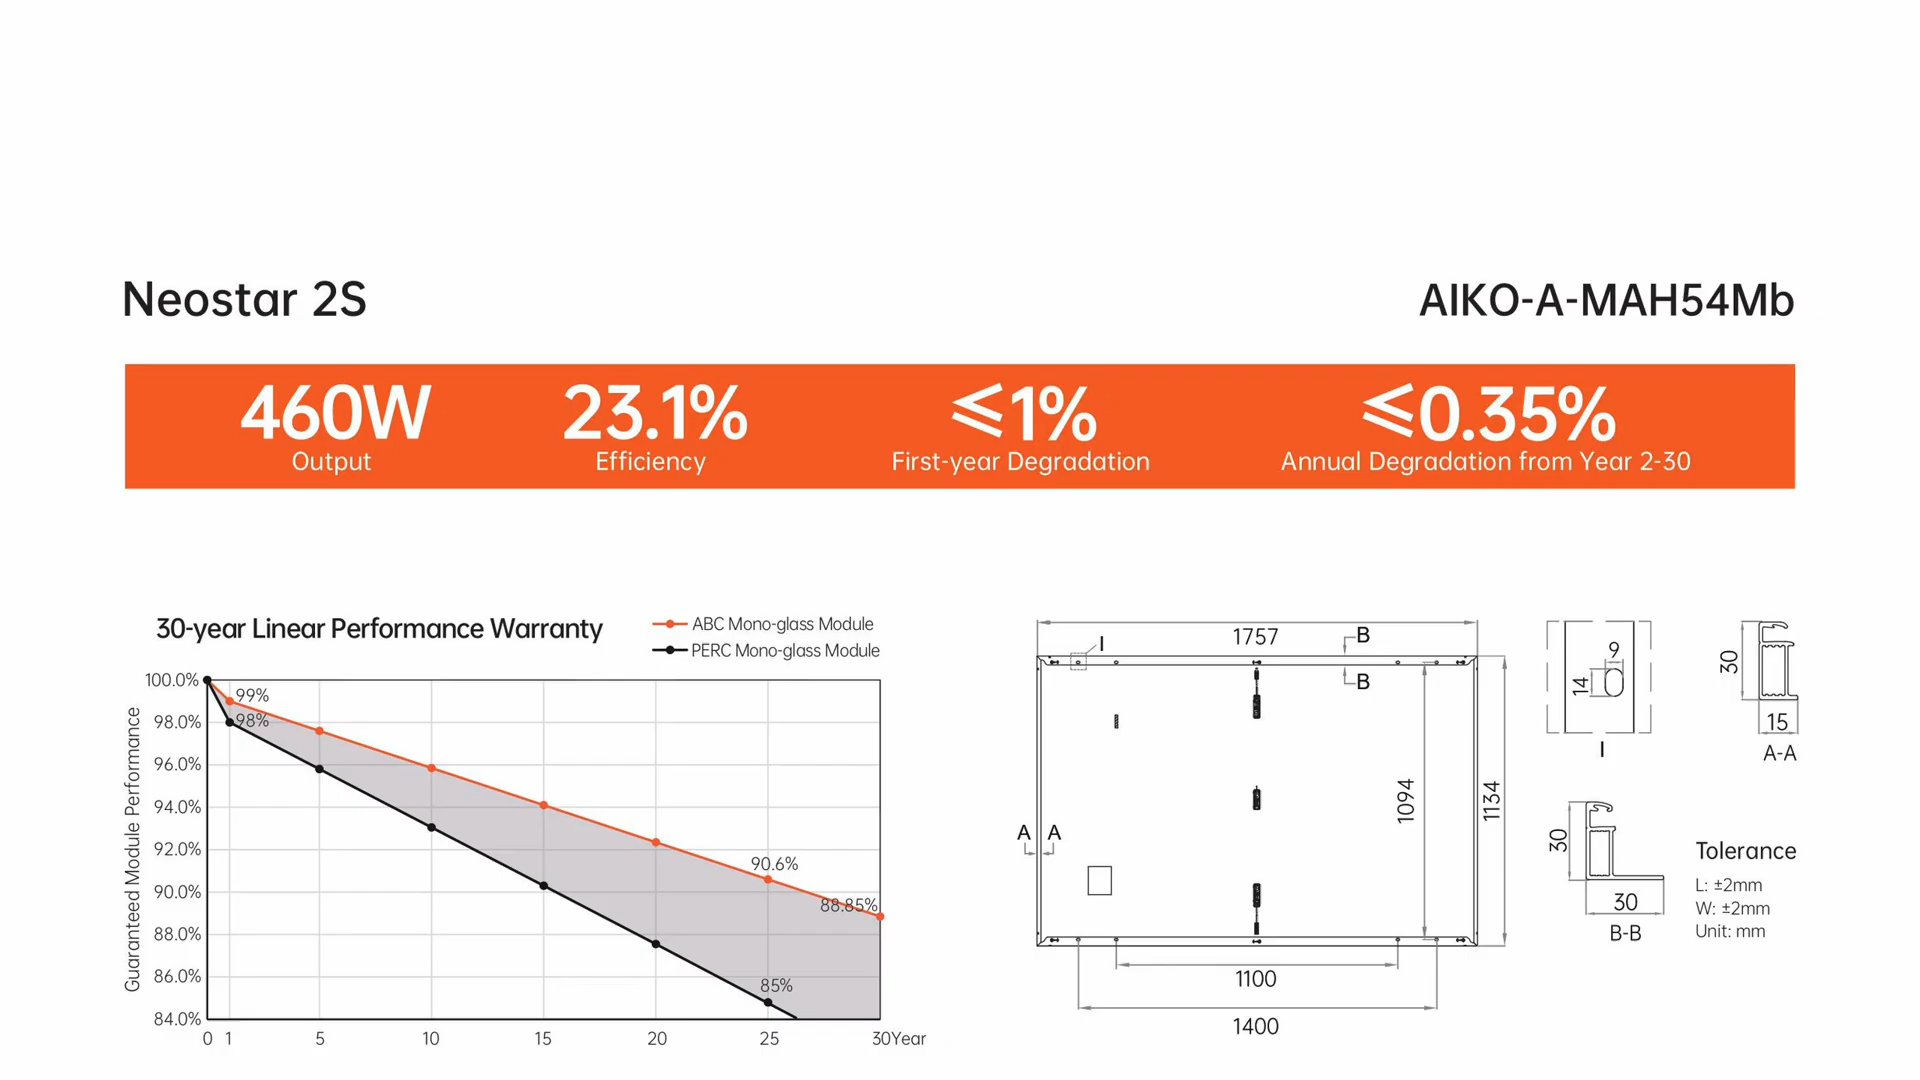 Neostar 2S
AIKO-A-MAH54Mb
460W
Output
23.1%
Efficiency
⩽1%
First-year Degradation
⩽0.35%
Annual Degradation from Year 2-30
30-year Linear Performance Warranty
ABC Mono-glass Module
PERC Mono-glass Module
Guaranteed Module Performance
100.0%
98.0%
96.0%
94.0%
92.0%
90.0%
88.0%
86.0%
84.0%
99%
98%
90.6%
88.85%
85%
0 1 5 10 15 20 25 30Year
1757
I
B
B
A A
1094
1134
1100
1400
9
14
I
30
15
A-A
30
30
B-B
Tolerance
L: ±2mm
W: ±2mm
Unit: mm